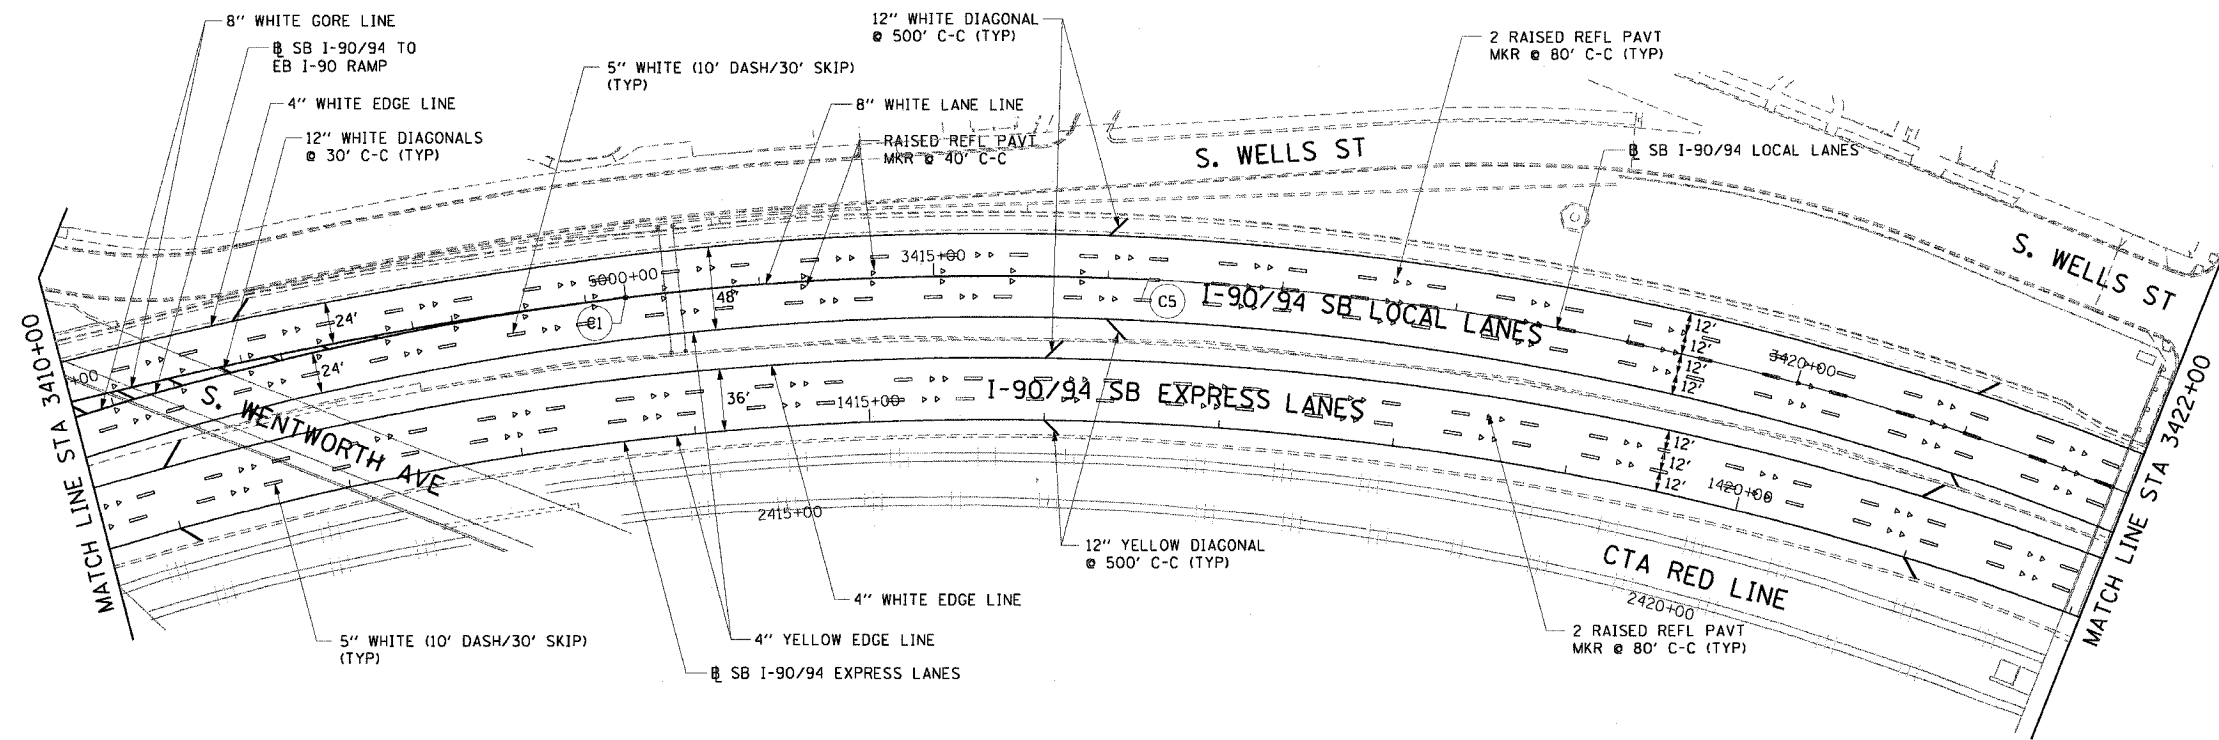 8" WHITE GORE LINE
℄ SB I-90/94 TO
EB I-90 RAMP
4" WHITE EDGE LINE
12" WHITE DIAGONALS
@ 30' C-C (TYP)
5" WHITE (10' DASH/30' SKIP)
(TYP)
12" WHITE DIAGONAL
@ 500' C-C (TYP)
8" WHITE LANE LINE
RAISED REFL PAVT
MKR @ 40' C-C
2 RAISED REFL PAVT
MKR @ 80' C-C (TYP)
℄ SB I-90/94 LOCAL LANES
S. WELLS ST
S. WELLS ST
MATCH LINE STA 3410+00
+00
24'
24'
5000+00
C1
48'
3415+00
C5
I-90/94 SB LOCAL LANES
12'
12'
12'
12'
3420+00
S. WENTWORTH AVE
36'
1415+00
I-90/94 SB EXPRESS LANES
12'
12'
12'
1420+00
2415+00
12" YELLOW DIAGONAL
@ 500' C-C (TYP)
CTA RED LINE
2420+00
MATCH LINE STA 3422+00
4" WHITE EDGE LINE
4" YELLOW EDGE LINE
℄ SB I-90/94 EXPRESS LANES
5" WHITE (10' DASH/30' SKIP)
(TYP)
2 RAISED REFL PAVT
MKR @ 80' C-C (TYP)